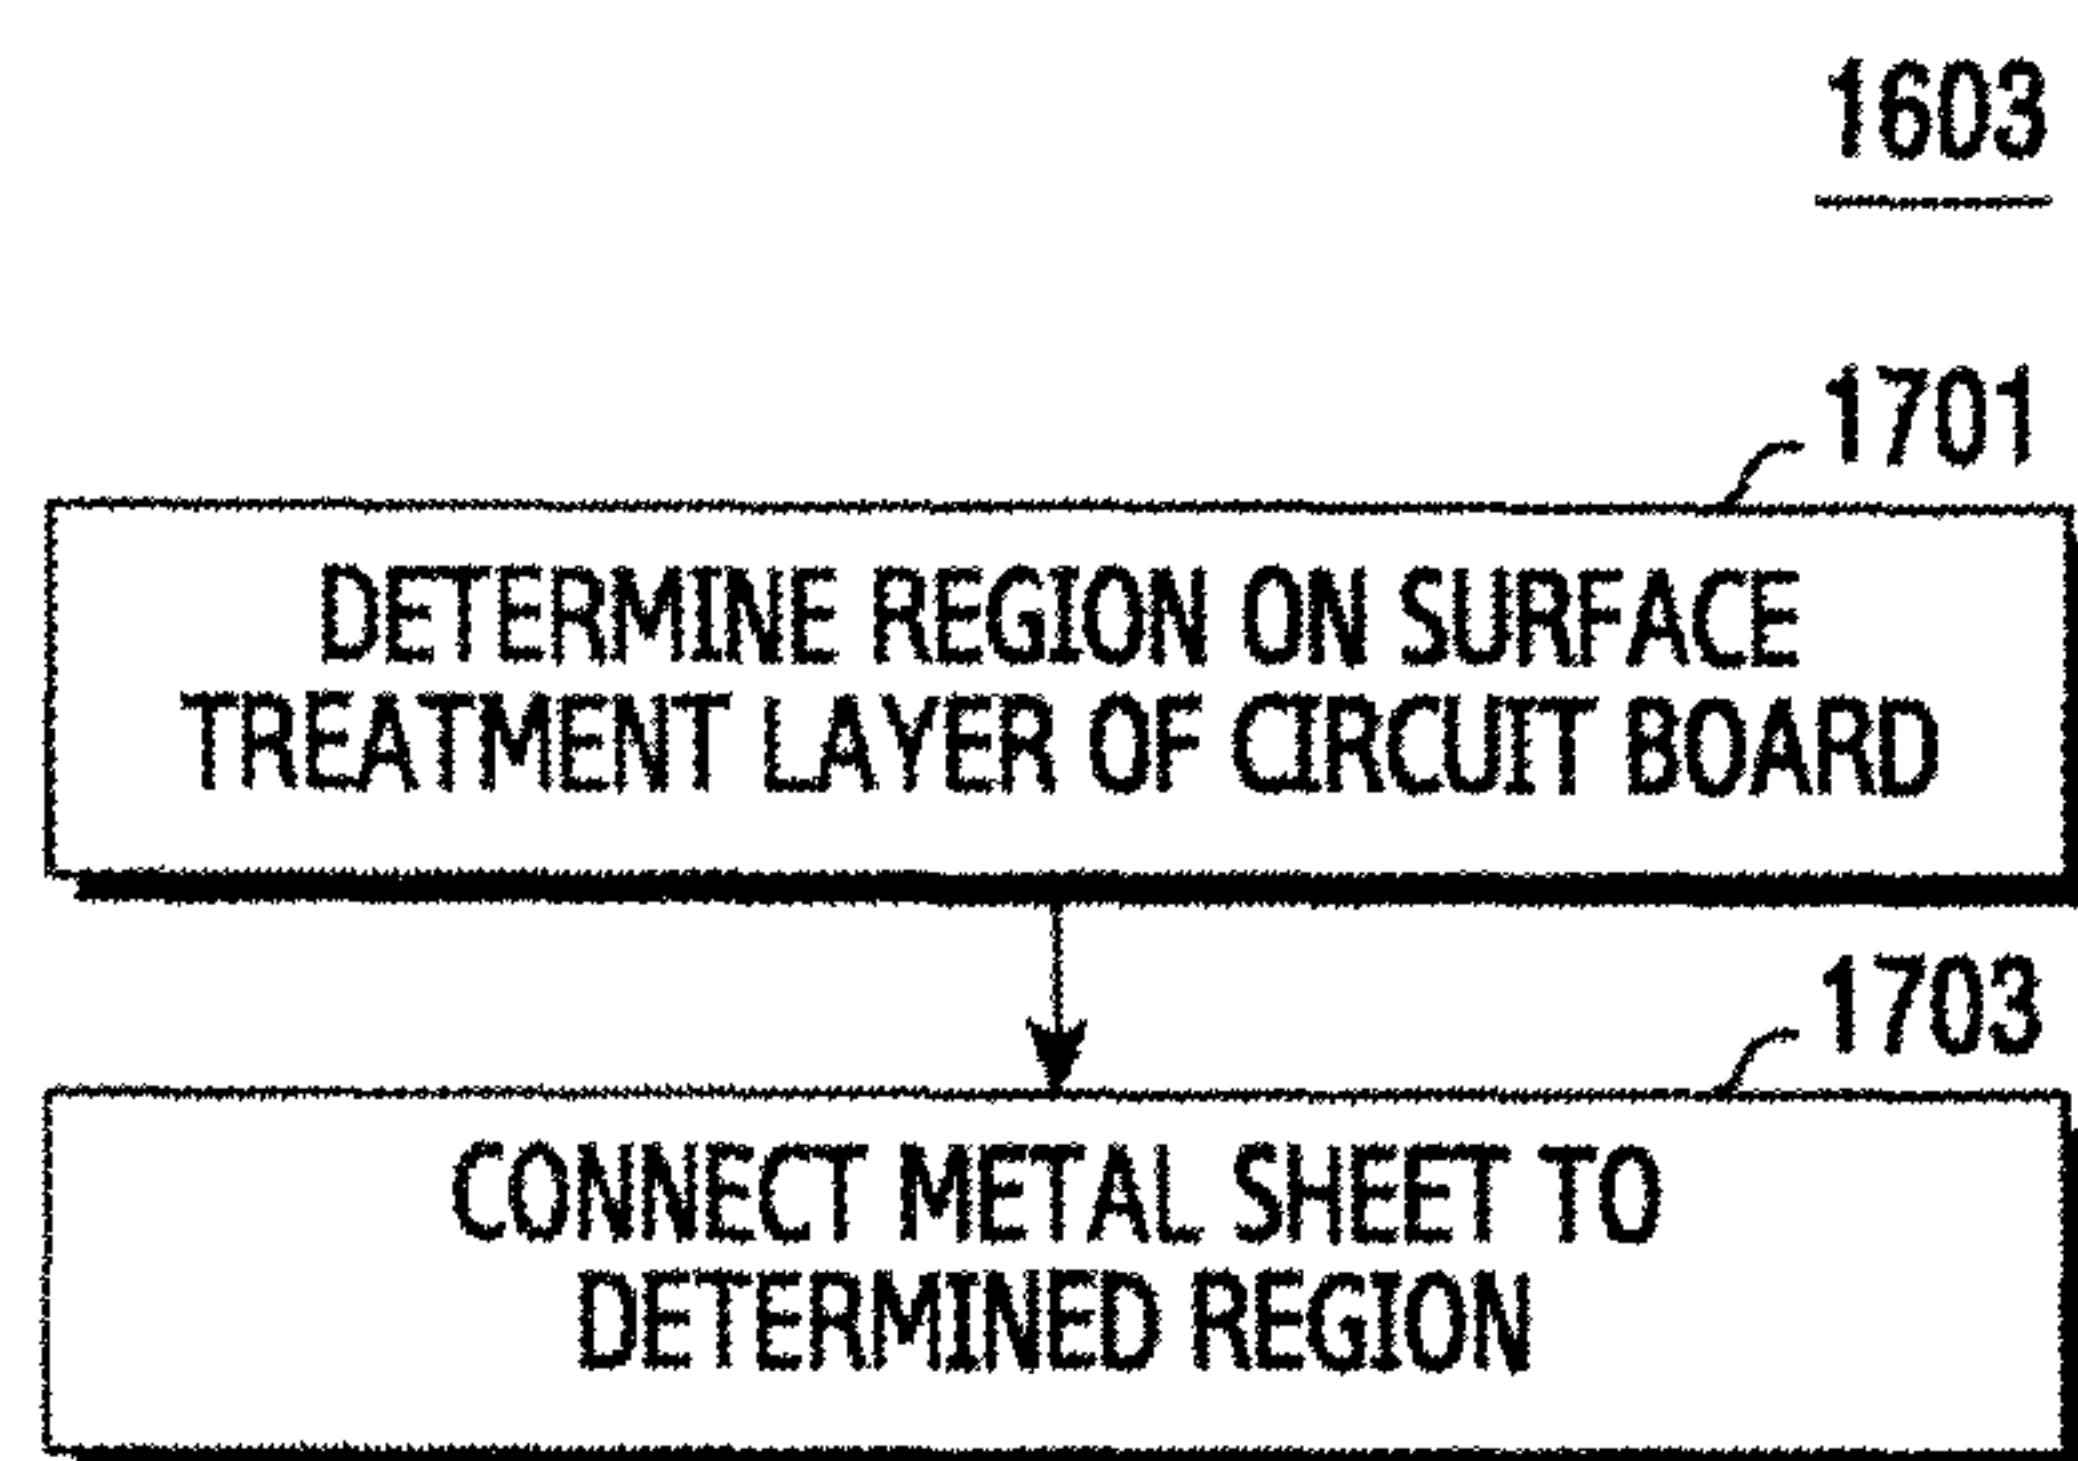 1603
1701
DETERMINE REGION ON SURFACE
TREATMENT LAYER OF CIRCUIT BOARD
1703
CONNECT METAL SHEET TO
DETERMINED REGION